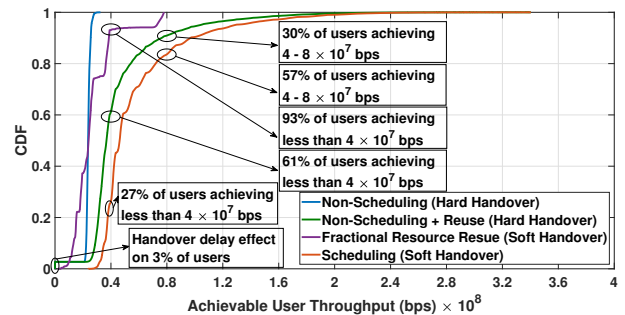 CDF
1
0.8
0.6
0.4
0.2
0
30% of users achieving
4 - 8 × 10^7 bps
57% of users achieving
4 - 8 × 10^7 bps
93% of users achieving
less than 4 × 10^7 bps
61% of users achieving
less than 4 × 10^7 bps
27% of users achieving
less than 4 × 10^7 bps
Handover delay effect
on 3% of users
Non-Scheduling (Hard Handover)
Non-Scheduling + Reuse (Hard Handover)
Fractional Resource Resue (Soft Handover)
Scheduling (Soft Handover)
0 0.4 0.8 1.2 1.6 2 2.4 2.8 3.2 3.6 4
Achievable User Throughput (bps) × 10^8